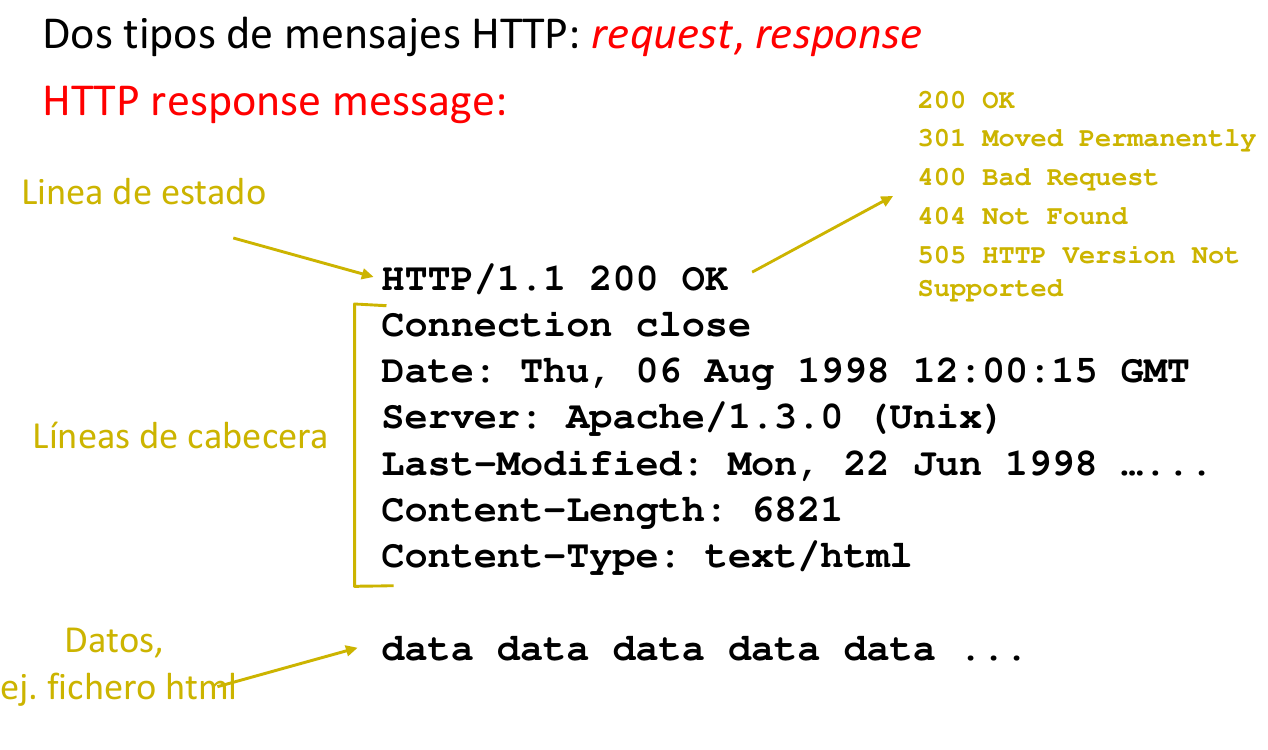 Dos tipos de mensajes HTTP: request, response
HTTP response message:
200 OK
301 Moved Permanently
400 Bad Request
404 Not Found
505 HTTP Version Not
Supported
Linea de estado
HTTP/1.1 200 OK
Connection close
Date: Thu, 06 Aug 1998 12:00:15 GMT
Server: Apache/1.3.0 (Unix)
Líneas de cabecera
Last-Modified: Mon, 22 Jun 1998 …...
Content-Length: 6821
Content-Type: text/html
Datos,
ej. fichero html
data data data data data ...